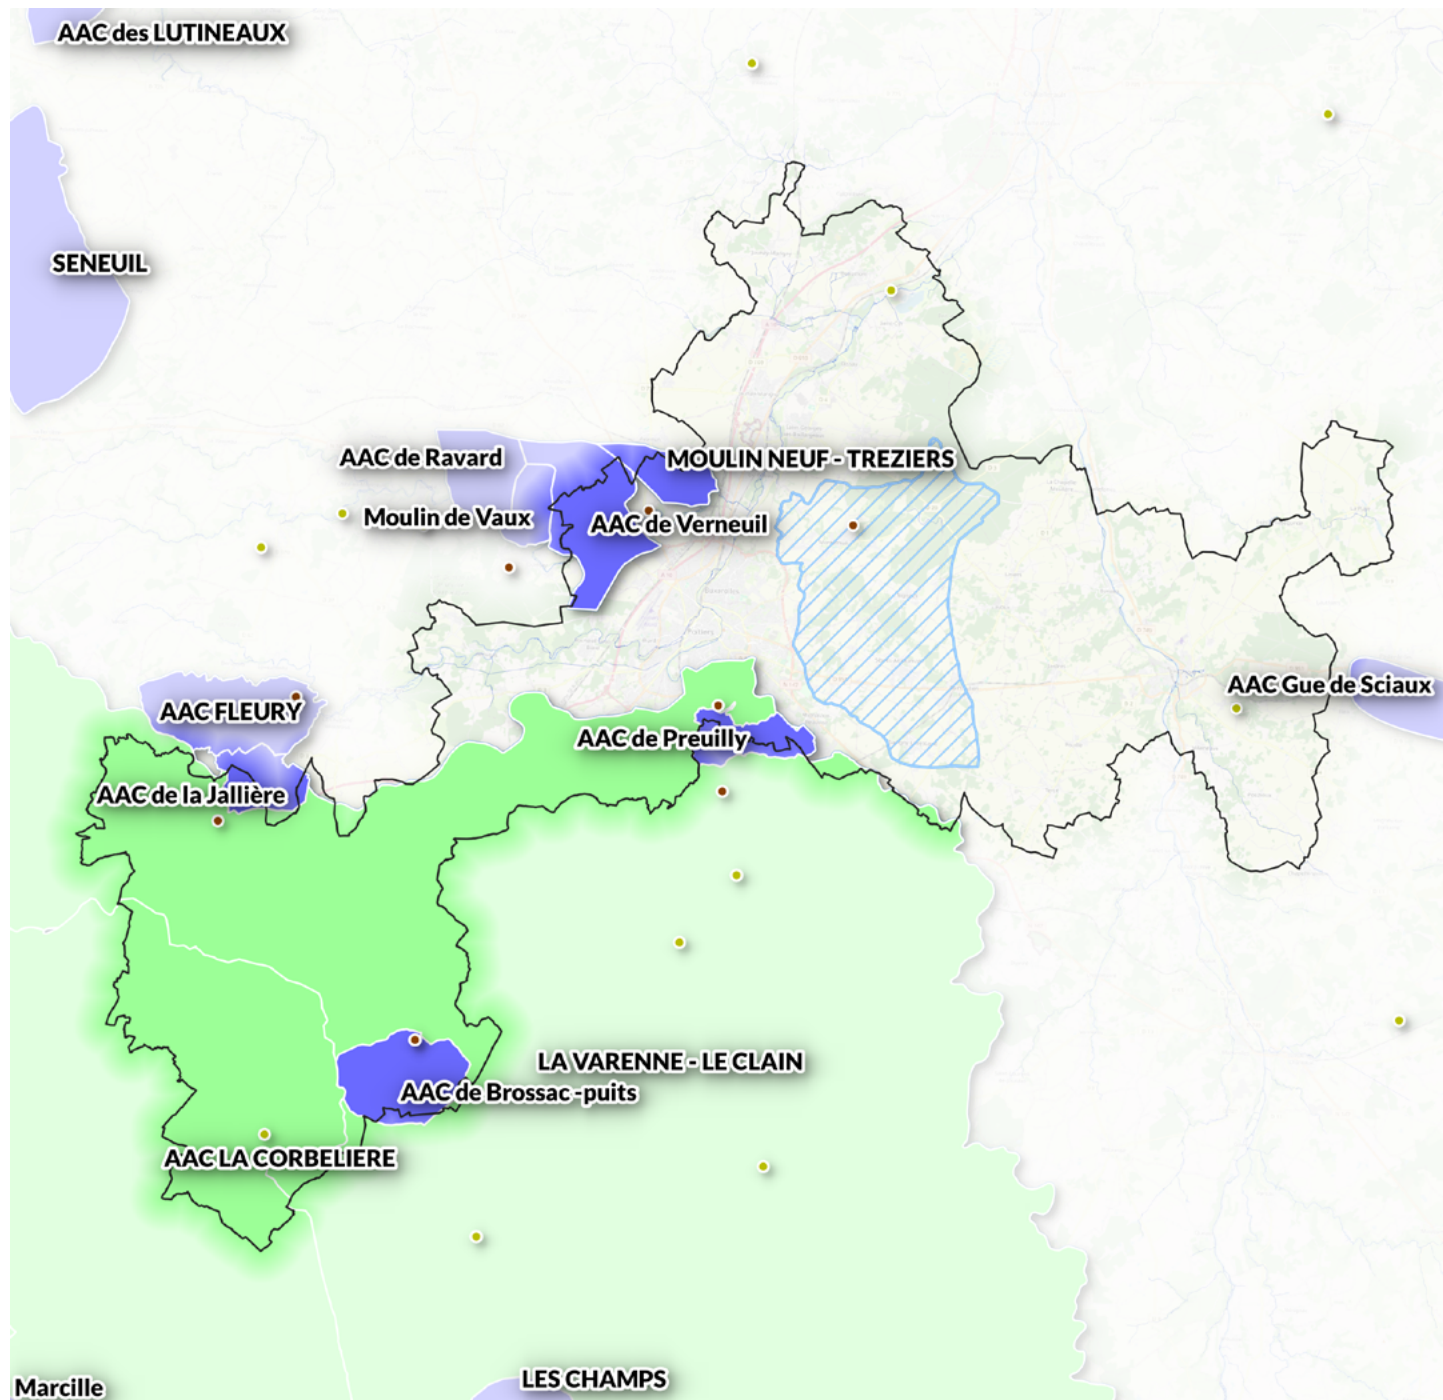 AAC des LUTINEAUX
SENEUIL
AAC de Ravard
MOULIN NEUF - TREZIERS
Moulin de Vaux
AAC de Verneuil
AAC Gue de Sciaux
AAC FLEURY
AAC de Preuilly
AAC de la Jallière
LA VARENNE - LE CLAIN
AAC de Brossac -puits
AAC LA CORBELIERE
LES CHAMPS
Marcille